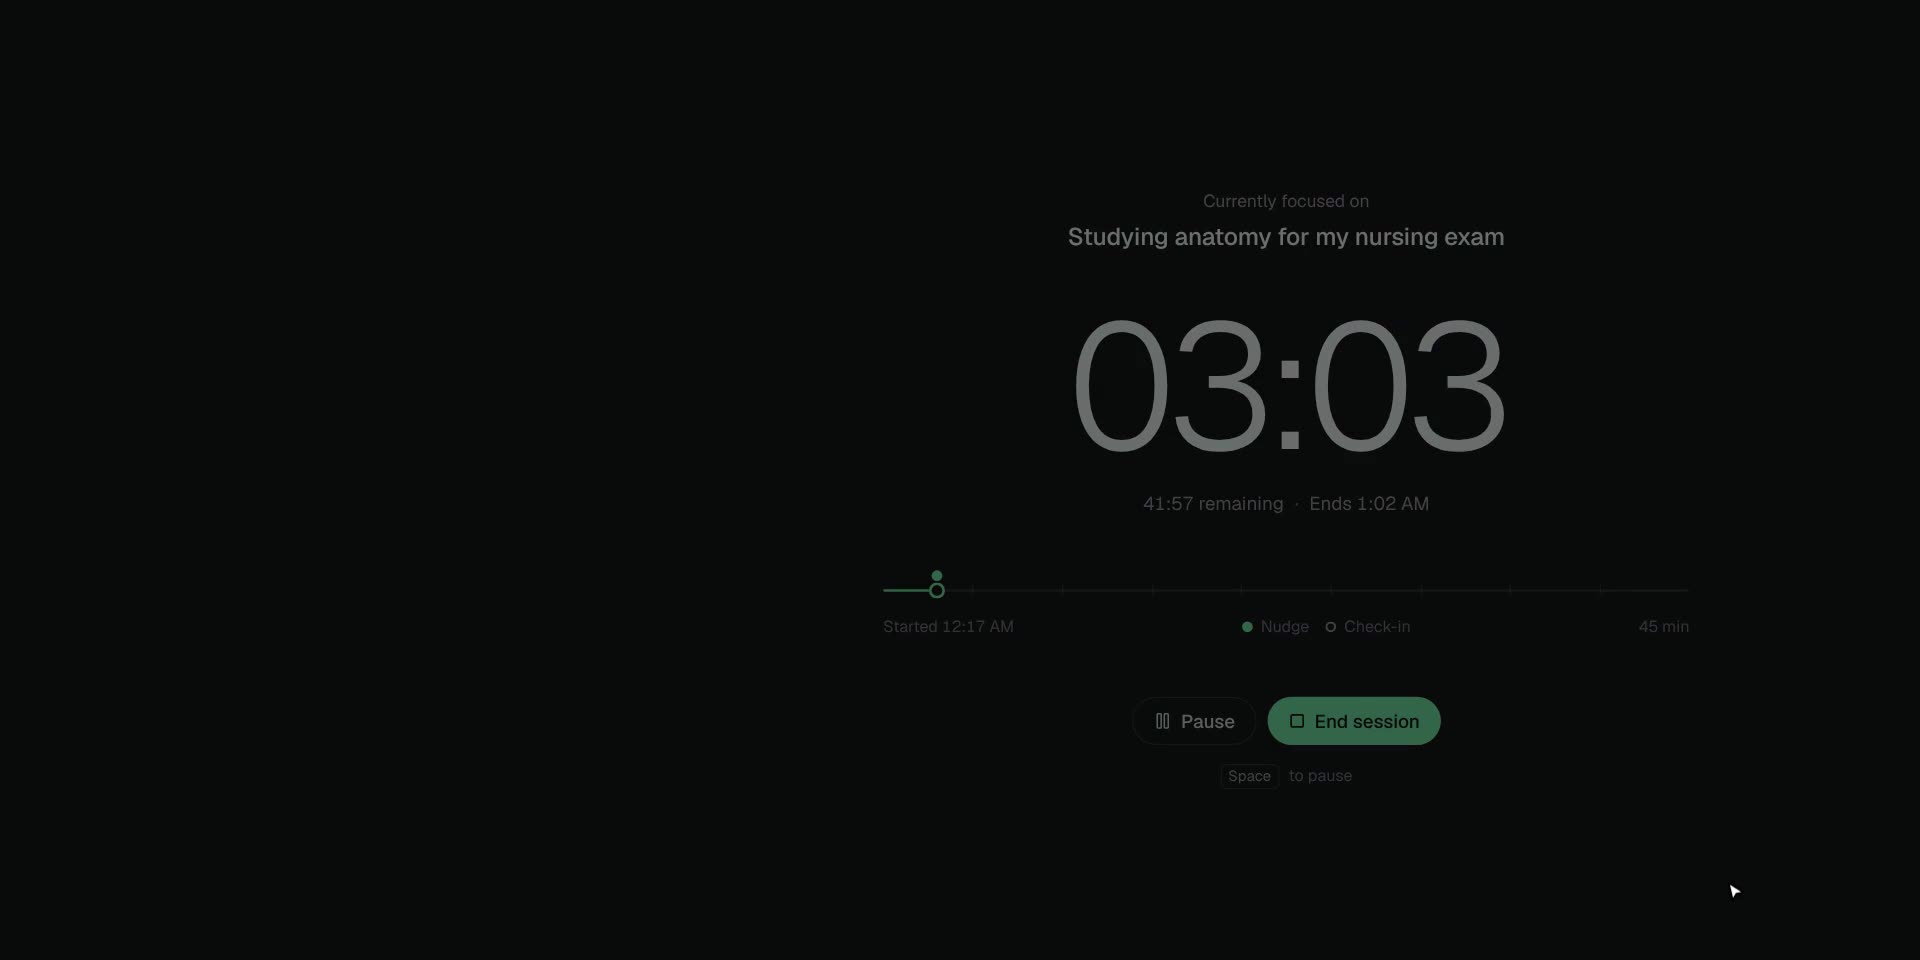 Currently focused on
Studying anatomy for my nursing exam
03:03
41:57 remaining · Ends 1:02 AM
Started 12:17 AM Nudge Check-in 45 min
Pause End session
Space to pause